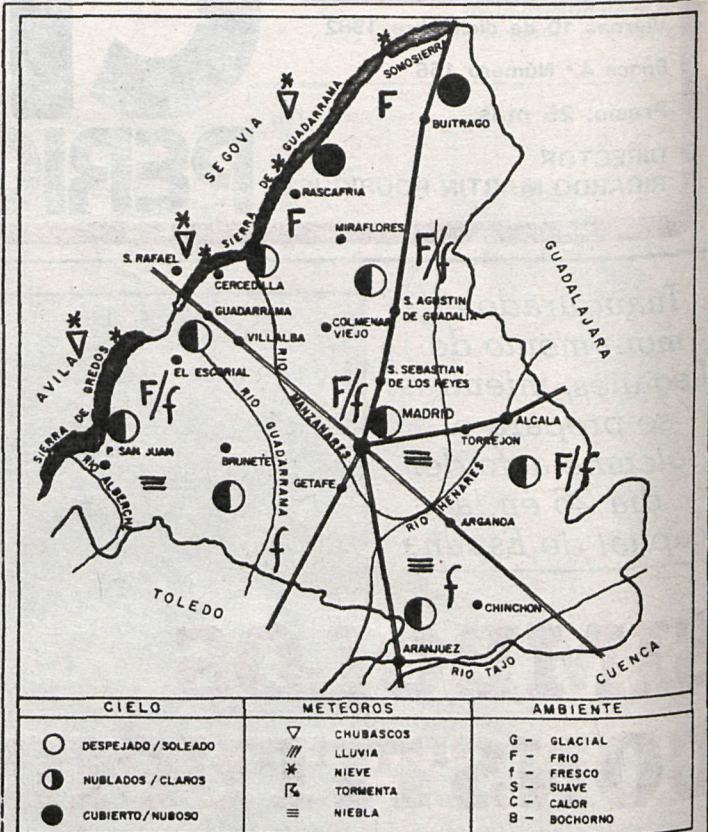 SOMOSIERRA
F
BUITRAGO
SEGOVIA
SIERRA DE GUADARRAMA
RASCAFRIA
F
MIRAFLORES
F/f
GUADALAJARA
S. RAFAEL
CERCEDILLA
GUADARRAMA
VILLALBA
COLMENAR
VIEJO
S. AGUSTIN
DE GUADALIX
AVILA
SIERRA DE GREDOS
EL ESCORIAL
F/f
RIO MANZANARES
RIO GUADARRAMA
F/f
S. SEBASTIAN
DE LOS REYES
MADRID
ALCALA
TORREJON
F/f
P. SAN JUAN
RIO ALBERCHE
BRUNETE
GETAFE
RIO HENARES
ARGANDA
f
f
CHINCHON
TOLEDO
ARANJUEZ
RIO TAJO
CUENCA
CIELO
DESPEJADO/SOLEADO
NUBLADOS/CLAROS
CUBIERTO/NUBOSO
METEOROS
CHUBASCOS
LLUVIA
NIEVE
TORMENTA
NIEBLA
AMBIENTE
G - GLACIAL
F - FRIO
f - FRESCO
S - SUAVE
C - CALOR
B - BOCHORNO